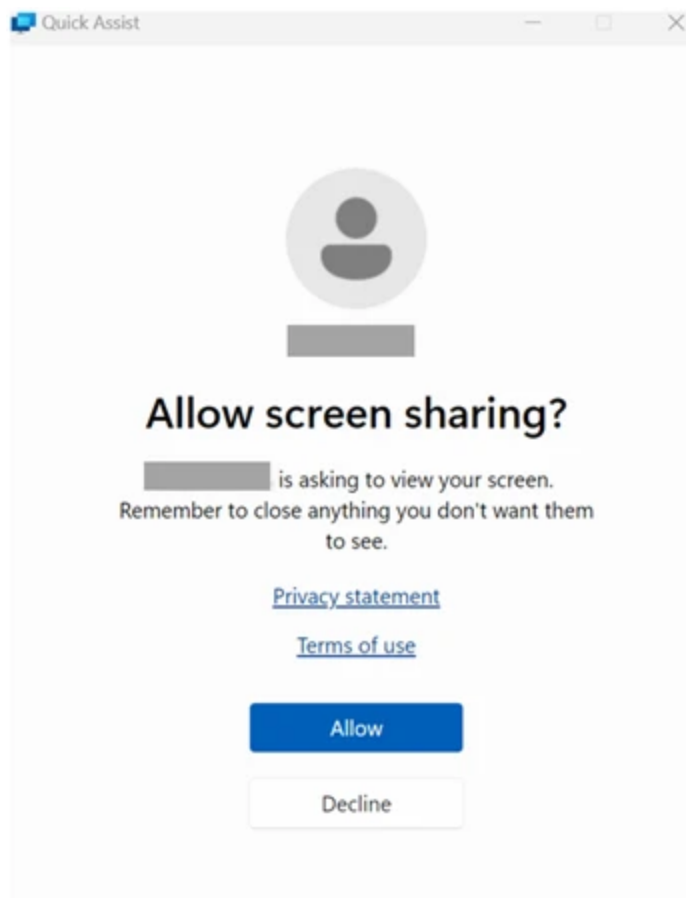 Quick Assist
Allow screen sharing?
is asking to view your screen.
Remember to close anything you don't want them
to see.
Privacy statement
Terms of use
Allow
Decline